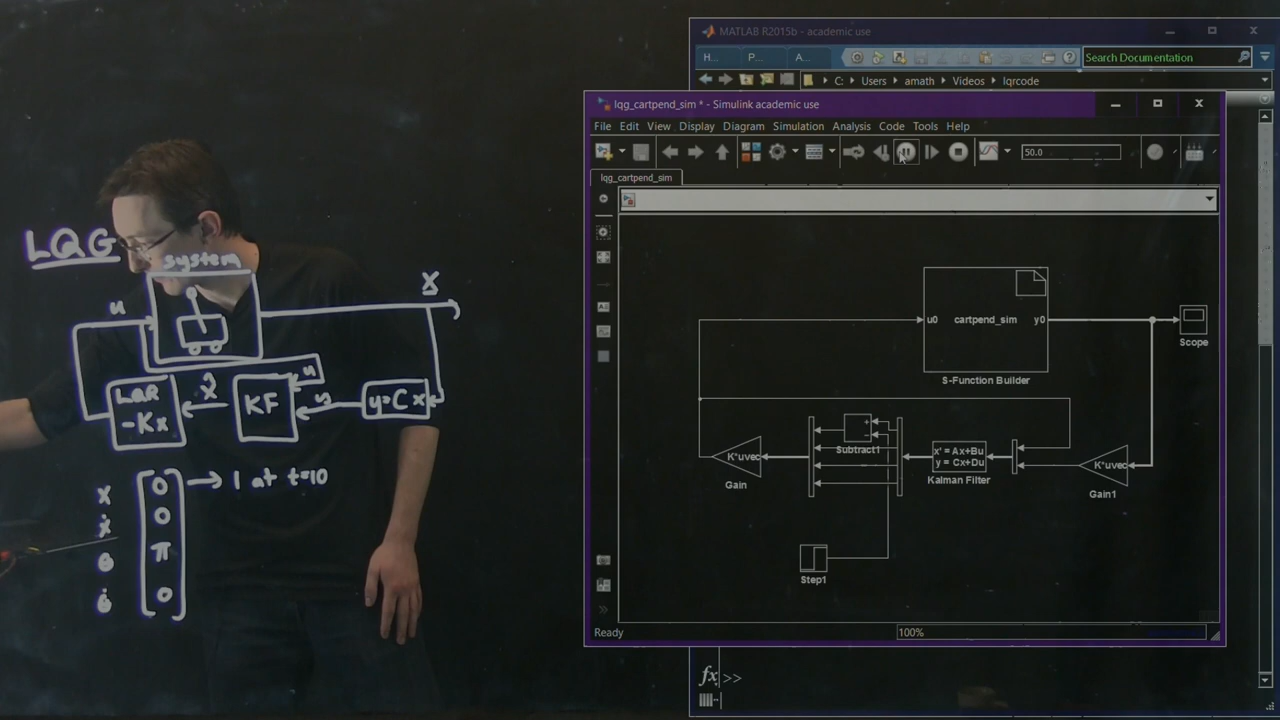 MATLAB R2015b - academic use
H...
P...
A...
Search Documentation
C:
Users
amath
Videos
lqrcode
lqg_cartpend_sim * - Simulink academic use
File Edit View Display Diagram Simulation Analysis Code Tools Help
50.0
lqg_cartpend_sim
LQG
system
u
x
LQR
-Kx
x̂
KF
u
y
y=Cx
x
ẋ
θ
θ̇
0
0
π
0
→ 1 at t=10
u0
cartpend_sim
y0
S-Function Builder
Scope
K*uvec
Gain
+
-
Subtract1
x' = Ax+Bu
y = Cx+Du
Kalman Filter
K*uvec
Gain1
Step1
Ready
100%
fx >>